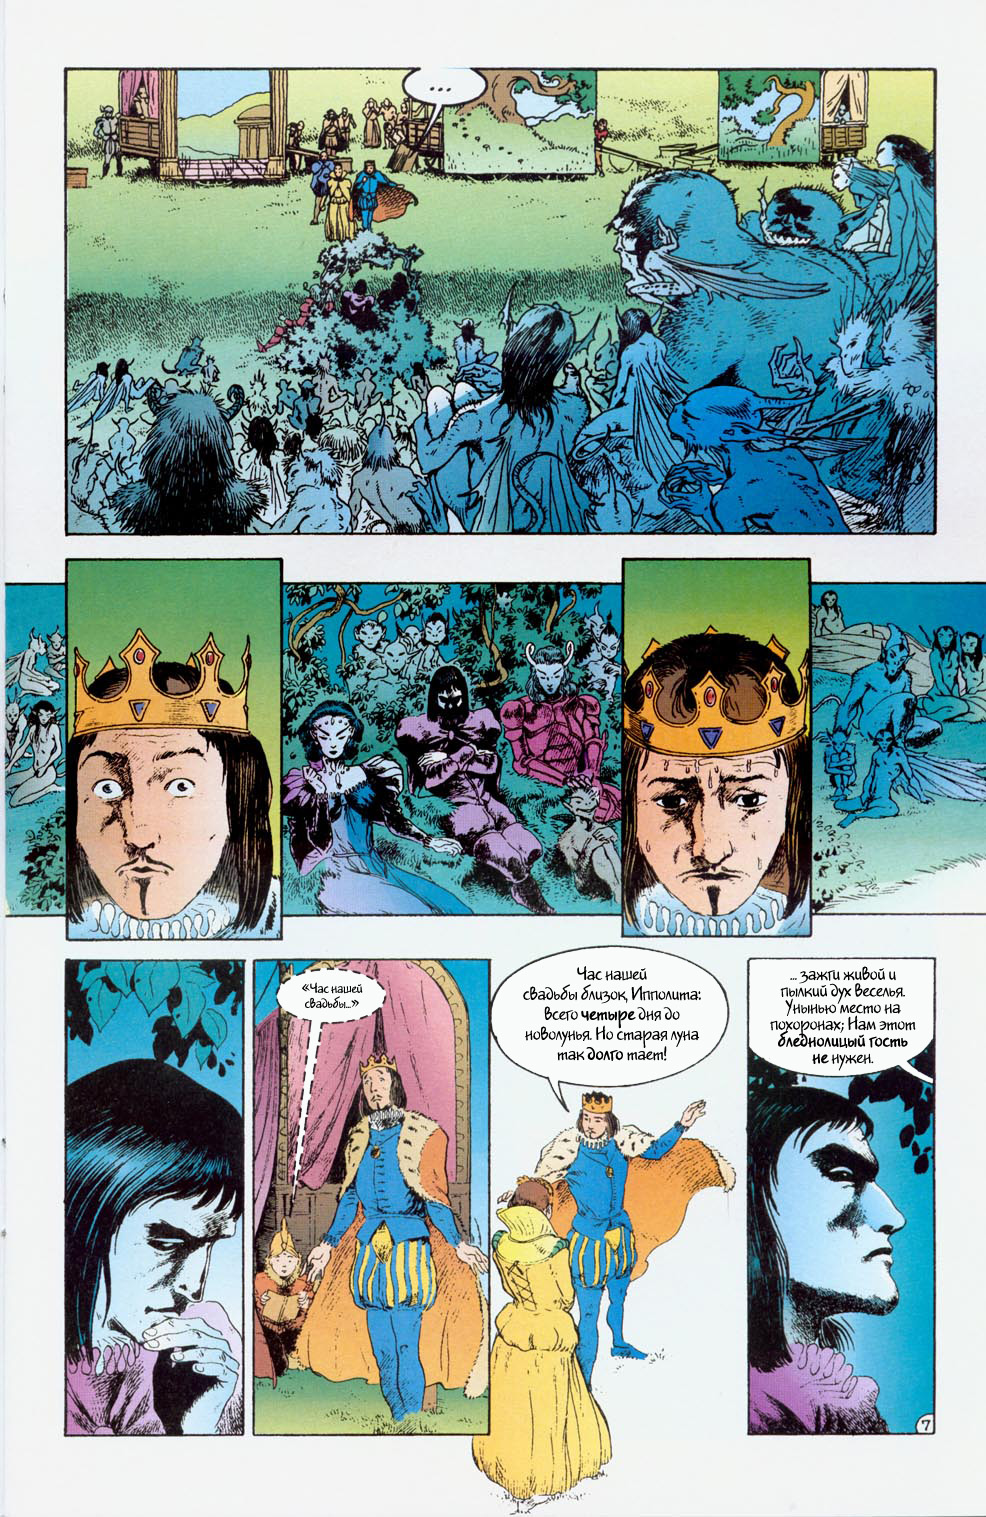 ...
«Час нашей
свадьбы...»
Час нашей
свадьбы близок, Ипполита:
всего четыре дня до
новолунья. Но старая луна
так долго тает!
... зажги живой и
пылкий дух веселья.
Унынью место на
похоронах; Нам этот
бледнолицый гость
не нужен.
7